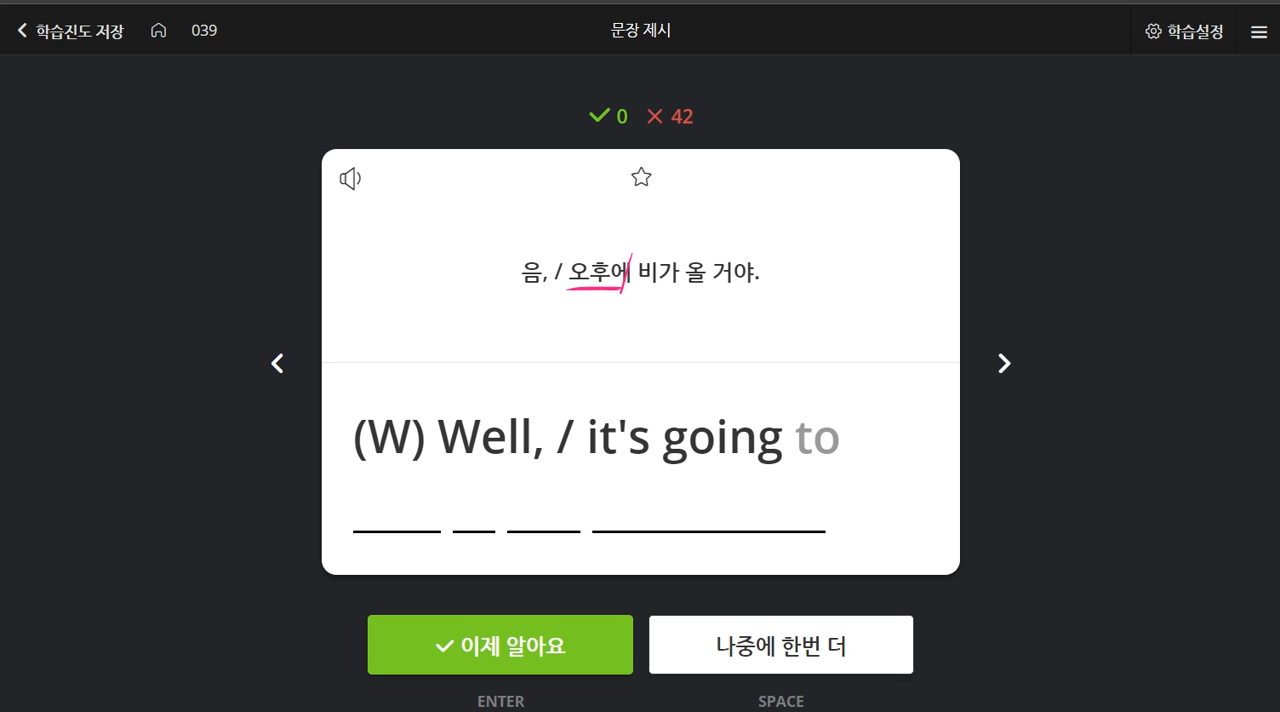 학습진도 저장 039 문장 제시 학습설정
0 42
음, / 오후에 비가 올 거야.
(W) Well, / it's going to
이제 알아요 나중에 한번 더
ENTER SPACE